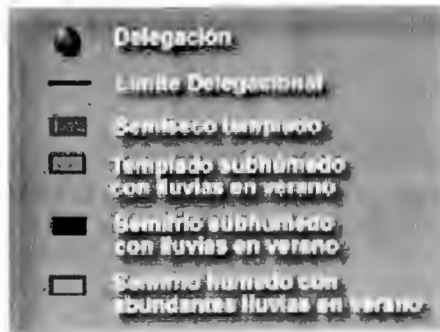 Delegación
Límite Delegacional
Semiseco templado
Templado subhúmedo
con lluvias en verano
Semifrío subhúmedo
con lluvias en verano
Semifrío húmedo con
abundantes lluvias en verano